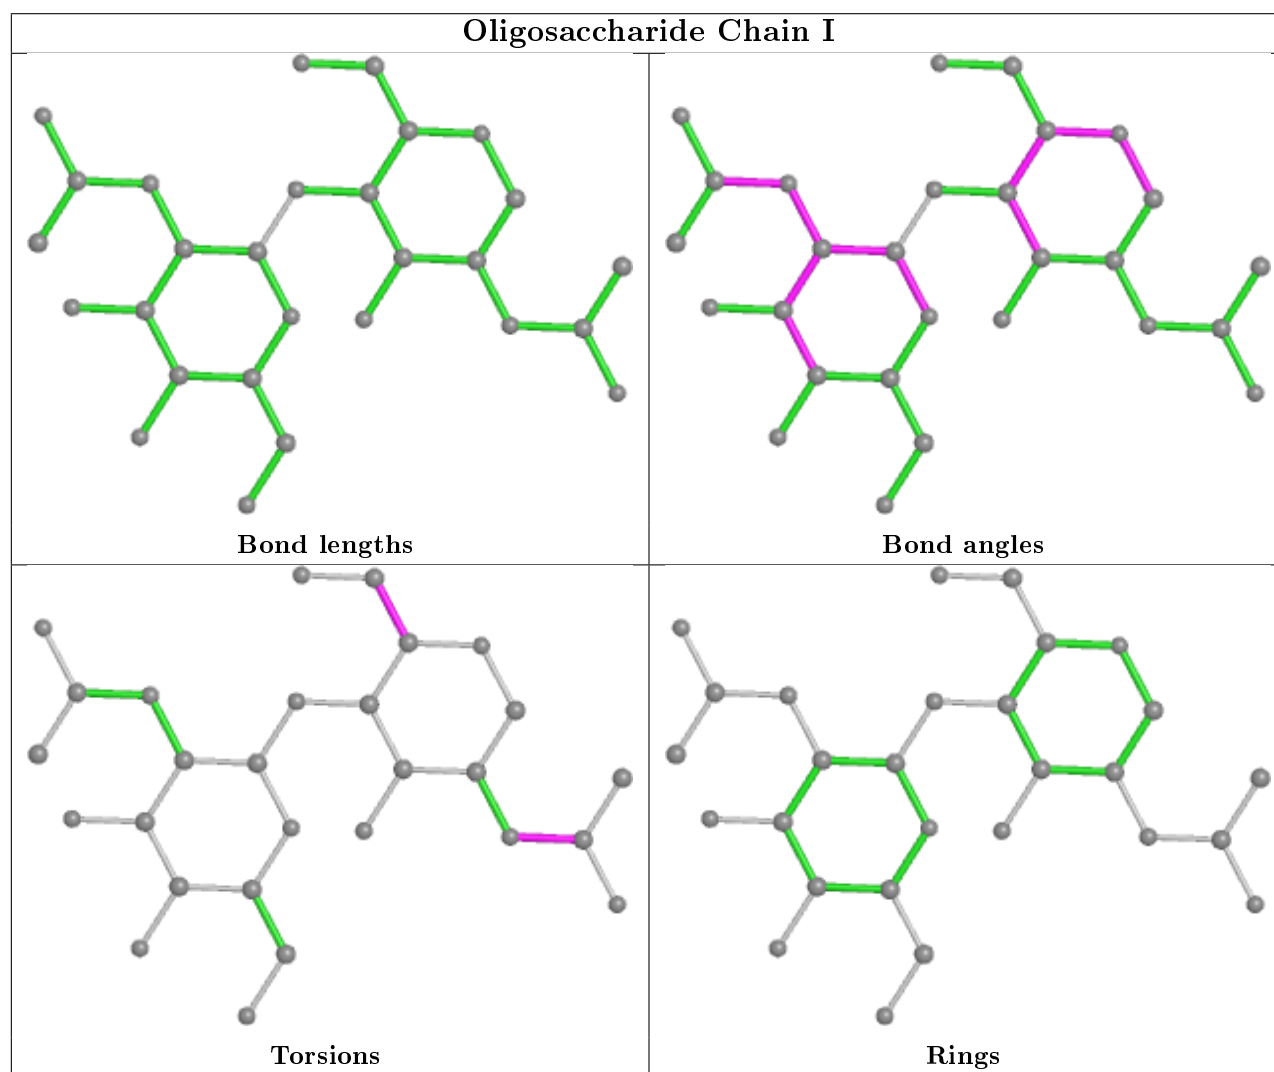 Oligosaccharide Chain I
Bond lengths
Bond angles
Torsions
Rings